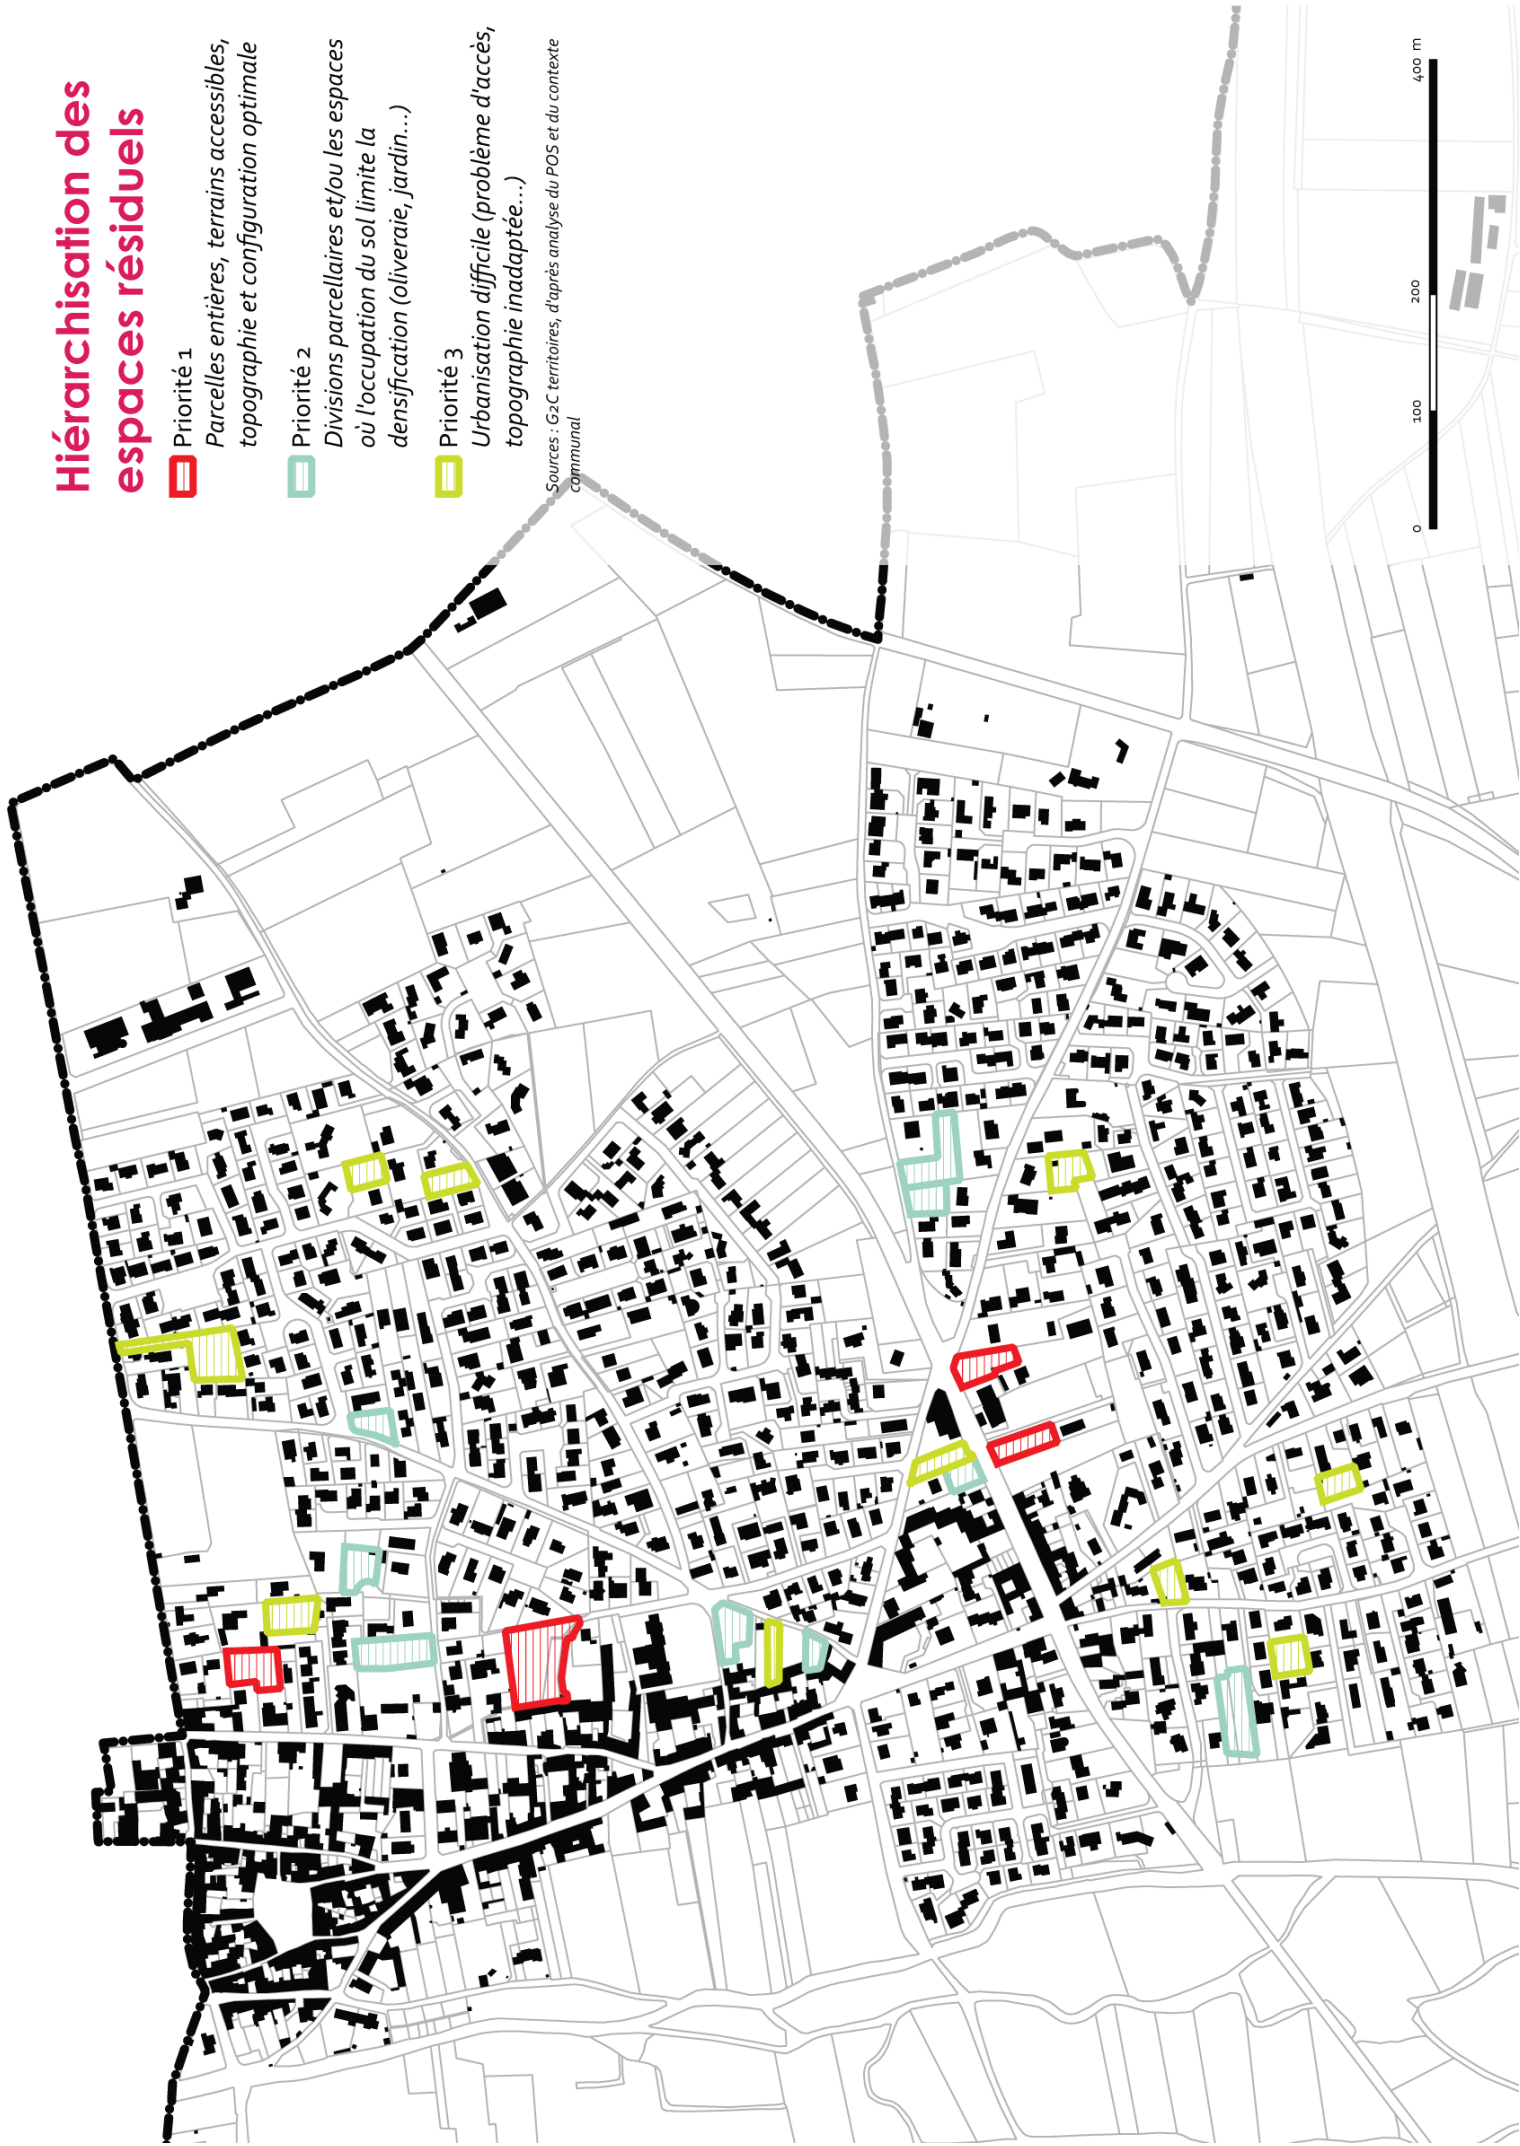 Hiérarchisation des
espaces résiduels
Priorité 1
Parcelles entières, terrains accessibles,
topographie et configuration optimale
Priorité 2
Divisions parcellaires et/ou les espaces
où l'occupation du sol limite la
densification (oliveraie, jardin...)
Priorité 3
Urbanisation difficile (problème d'accès,
topographie inadaptée...)
Sources : G2C territoires, d'après analyse du POS et du contexte
communal
0 100 200 400 m